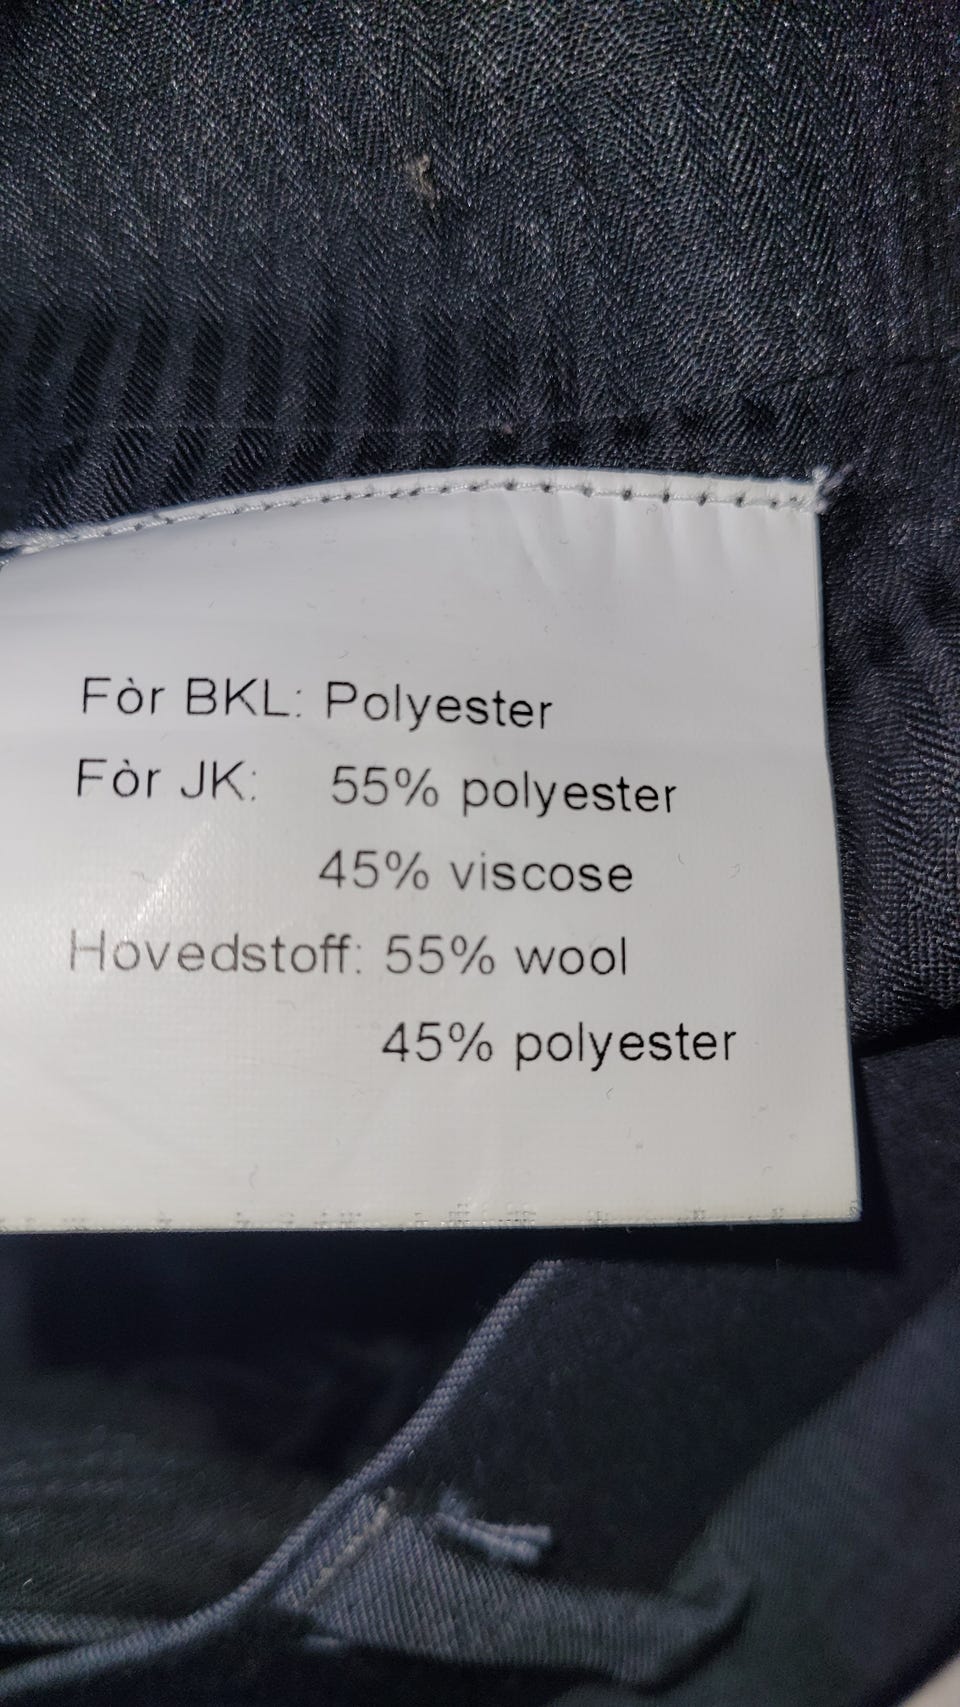 Fòr BKL: Polyester
Fòr JK: 55% polyester
45% viscose
Hovedstoff: 55% wool
45% polyester